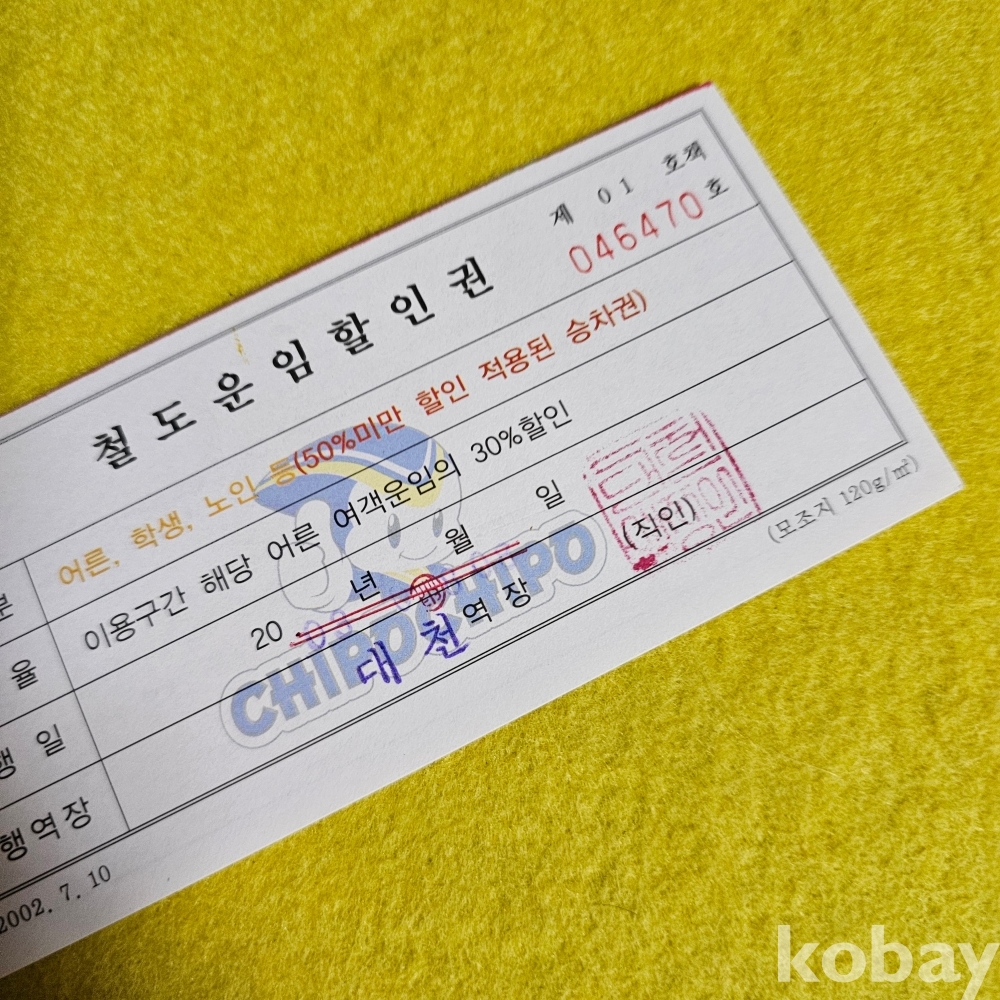 제 01 호책
046470 호
철도운임할인권
어른, 학생, 노인 등(50%미만 할인 적용된 승차권)
율 이용구간 해당 어른 여객운임의 30%할인
행일 20 년 월 일
행역장 대천역장 (직인)
CHIPOCHIPO
2002. 7. 10
(모조지 120g/㎡)
kobay